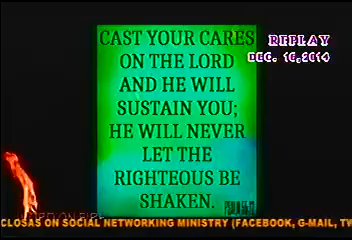 CAST YOUR CARES
ON THE LORD
AND HE WILL
SUSTAIN YOU;
HE WILL NEVER
LET THE
RIGHTEOUS BE
SHAKEN.
REPLAY
DEC. 10,2014
CLOSAS ON SOCIAL NETWORKING MINISTRY (FACEBOOK, G-MAIL, TW